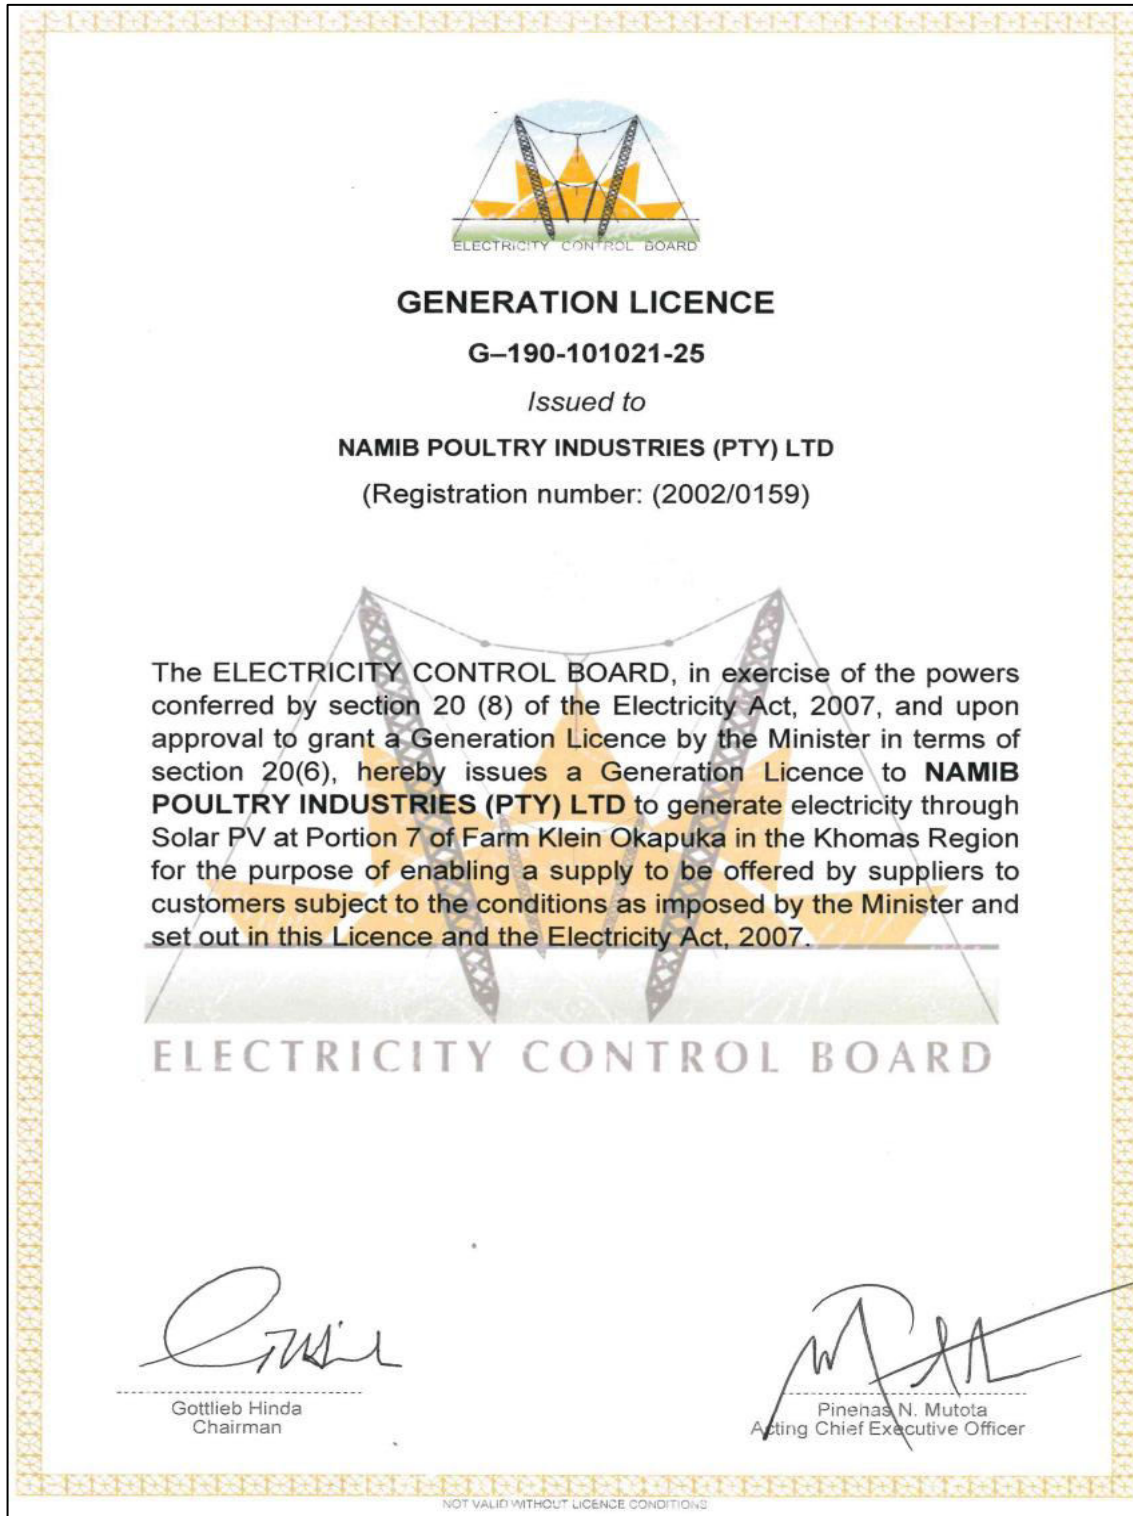 ELECTRICITY CONTROL BOARD
GENERATION LICENCE
G–190-101021-25
Issued to
NAMIB POULTRY INDUSTRIES (PTY) LTD
(Registration number: (2002/0159)
The ELECTRICITY CONTROL BOARD, in exercise of the powers
conferred by section 20 (8) of the Electricity Act, 2007, and upon
approval to grant a Generation Licence by the Minister in terms of
section 20(6), hereby issues a Generation Licence to NAMIB
POULTRY INDUSTRIES (PTY) LTD to generate electricity through
Solar PV at Portion 7 of Farm Klein Okapuka in the Khomas Region
for the purpose of enabling a supply to be offered by suppliers to
customers subject to the conditions as imposed by the Minister and
set out in this Licence and the Electricity Act, 2007.
ELECTRICITY CONTROL BOARD
Gottlieb Hinda
Chairman
Pinehas N. Mutota
Acting Chief Executive Officer
NOT VALID WITHOUT LICENCE CONDITIONS